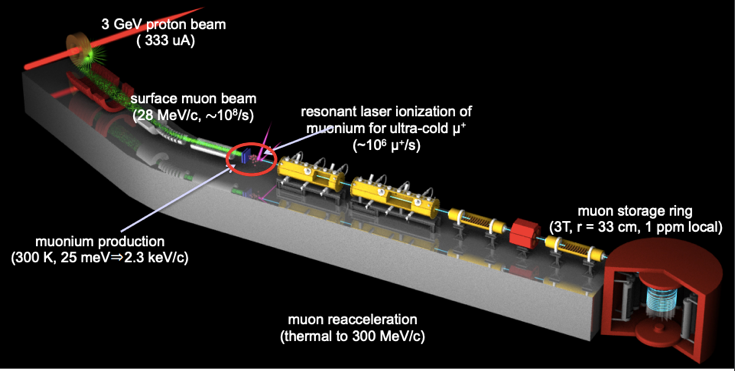 3 GeV proton beam
( 333 uA)
surface muon beam
(28 MeV/c, ~10⁸/s)
resonant laser ionization of
muonium for ultra-cold μ⁺
(~10⁶ μ⁺/s)
muon storage ring
(3T, r = 33 cm, 1 ppm local)
muonium production
(300 K, 25 meV⇒2.3 keV/c)
muon reacceleration
(thermal to 300 MeV/c)